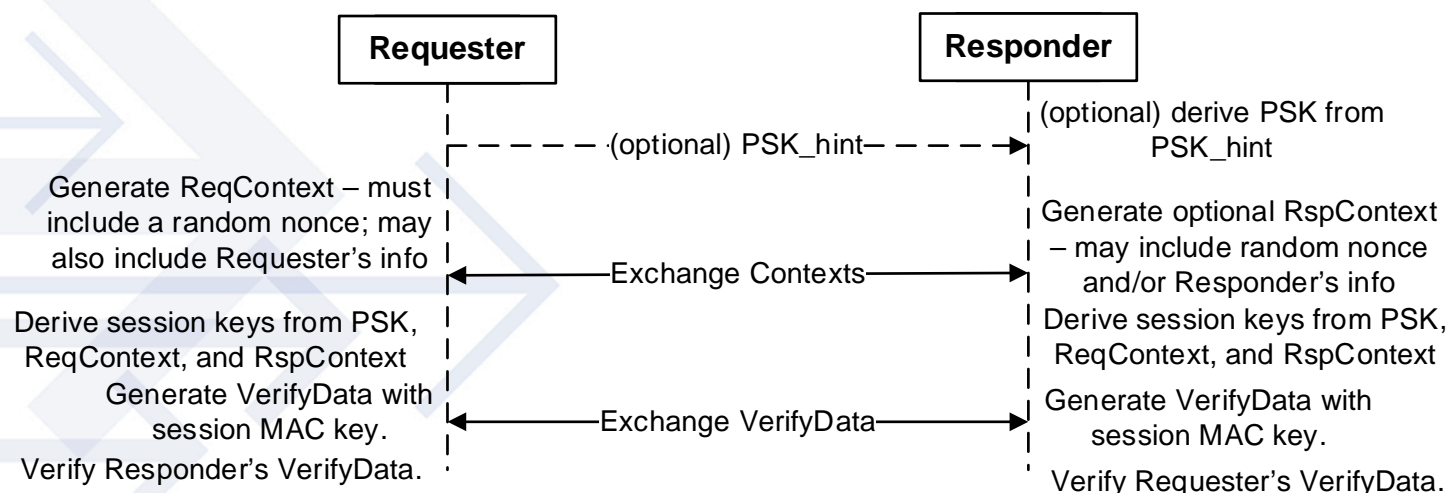 Requester
Responder
(optional) PSK_hint
(optional) derive PSK from
PSK_hint
Generate ReqContext – must
include a random nonce; may
also include Requester’s info
Exchange Contexts
Generate optional RspContext
– may include random nonce
and/or Responder’s info
Derive session keys from PSK,
ReqContext, and RspContext
Derive session keys from PSK,
ReqContext, and RspContext
Generate VerifyData with
session MAC key.
Exchange VerifyData
Generate VerifyData with
session MAC key.
Verify Responder’s VerifyData.
Verify Requester’s VerifyData.